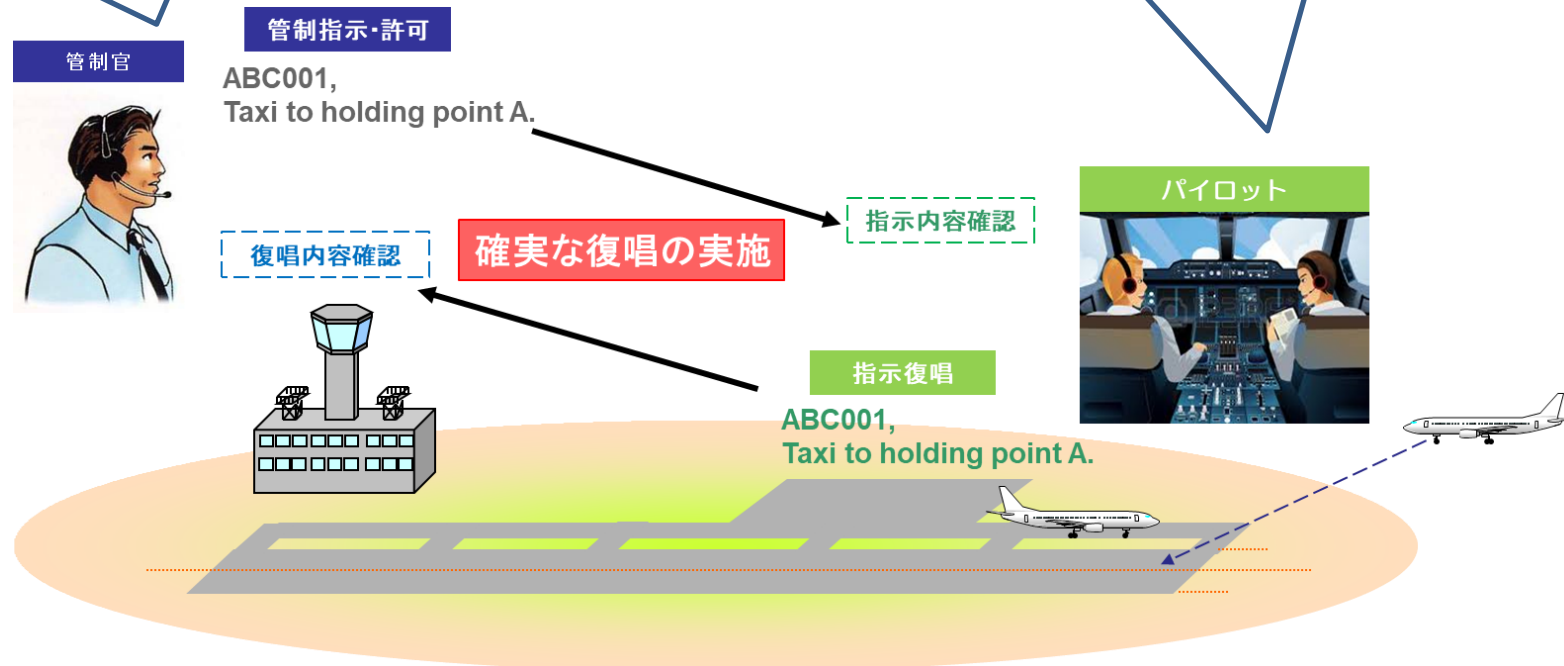 管制指示・許可
管制官
ABC001,
Taxi to holding point A.
パイロット
指示内容確認
確実な復唱の実施
復唱内容確認
指示復唱
ABC001,
Taxi to holding point A.